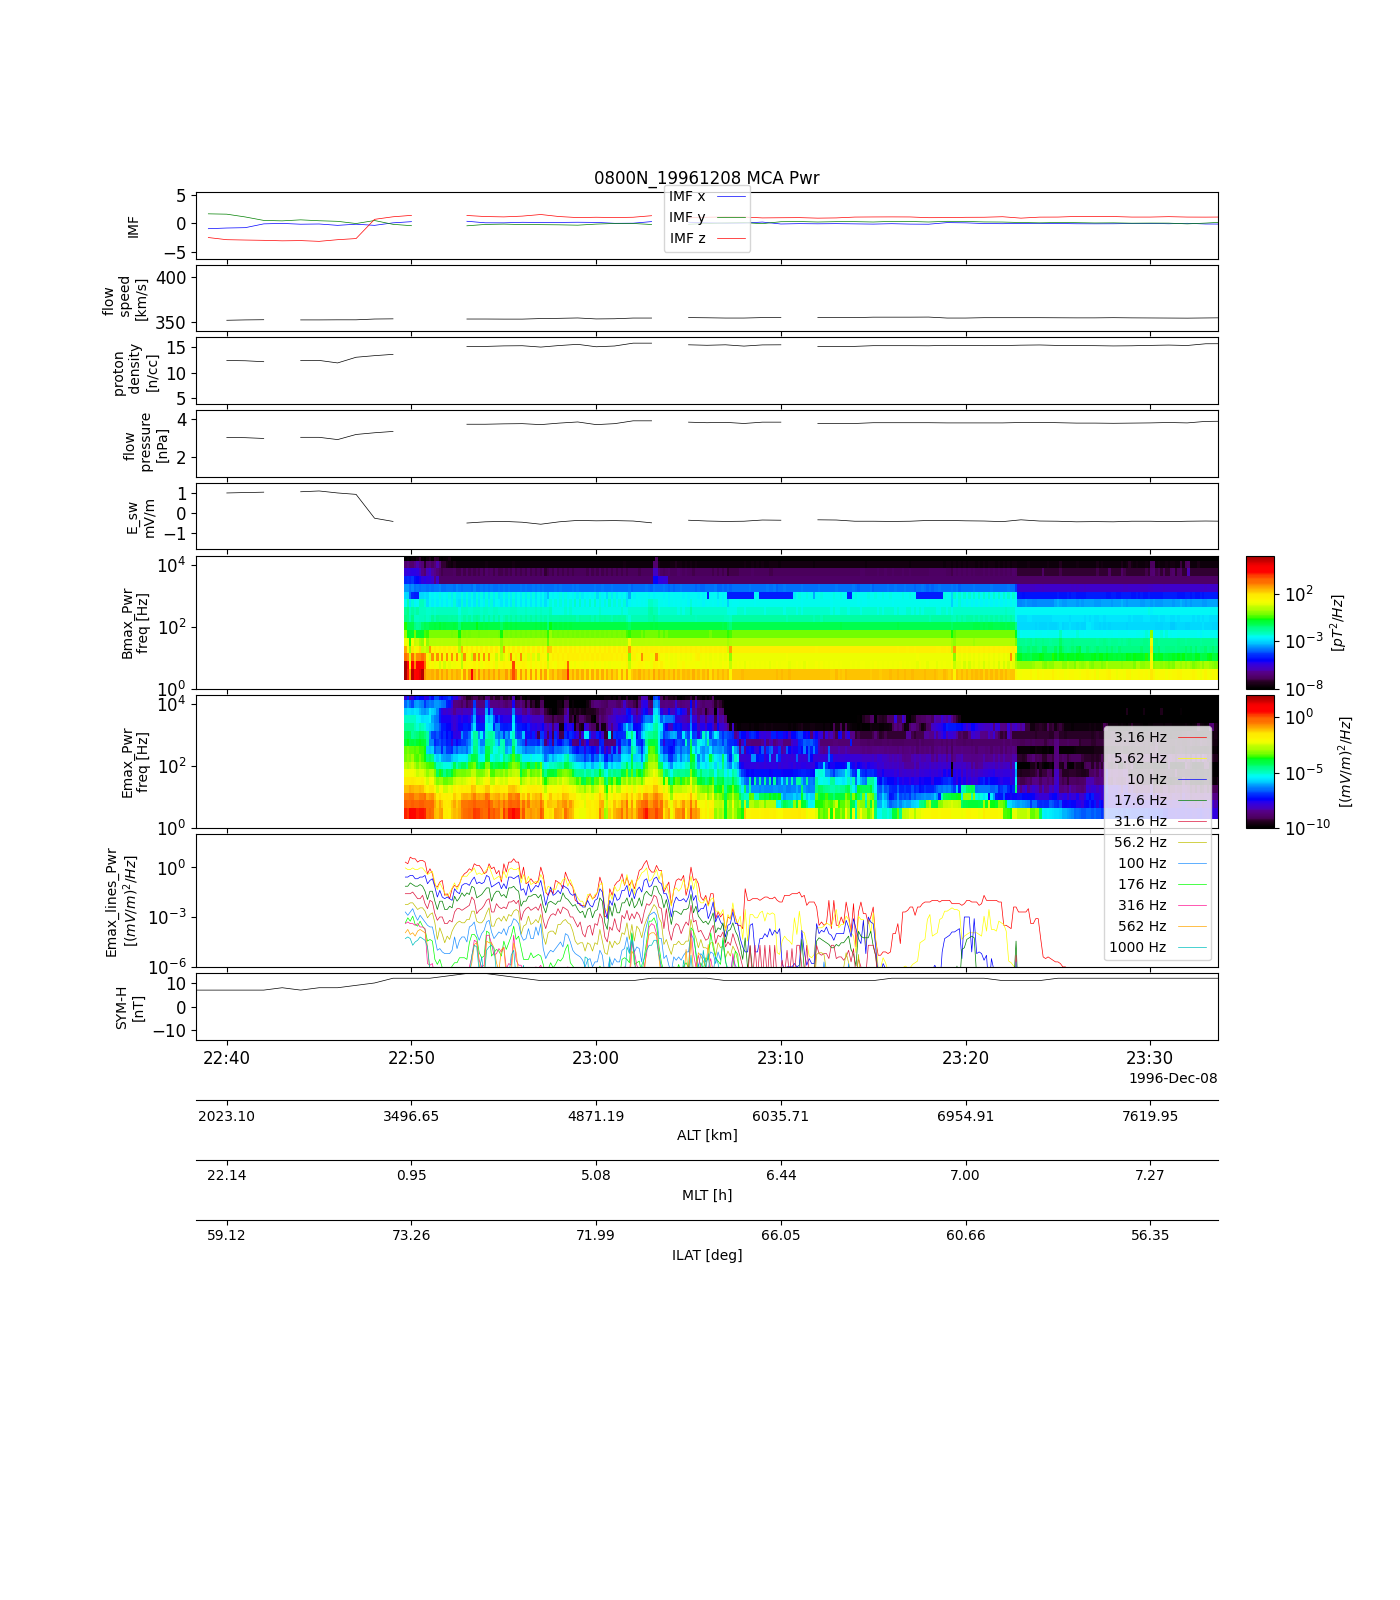 0800N_19961208 MCA Pwr
IMF
5
0
−5
IMF x
IMF y
IMF z
flow
speed
[km/s]
400
350
proton
density
[n/cc]
15
10
5
flow
pressure
[nPa]
4
2
E_sw
mV/m
1
0
−1
Bmax_Pwr
freq [Hz]
10^4
10^2
10^0
10^2
10^−3
10^−8
[pT^2/Hz]
Emax_Pwr
freq [Hz]
10^4
10^2
10^0
10^0
10^−5
10^−10
[(mV/m)^2/Hz]
3.16 Hz
5.62 Hz
10 Hz
17.6 Hz
31.6 Hz
56.2 Hz
100 Hz
176 Hz
316 Hz
562 Hz
1000 Hz
Emax_lines_Pwr
[(mV/m)^2/Hz]
10^0
10^−3
10^−6
SYM-H
[nT]
10
0
−10
22:40 22:50 23:00 23:10 23:20 23:30
1996-Dec-08
2023.10 3496.65 4871.19 6035.71 6954.91 7619.95
ALT [km]
22.14 0.95 5.08 6.44 7.00 7.27
MLT [h]
59.12 73.26 71.99 66.05 60.66 56.35
ILAT [deg]